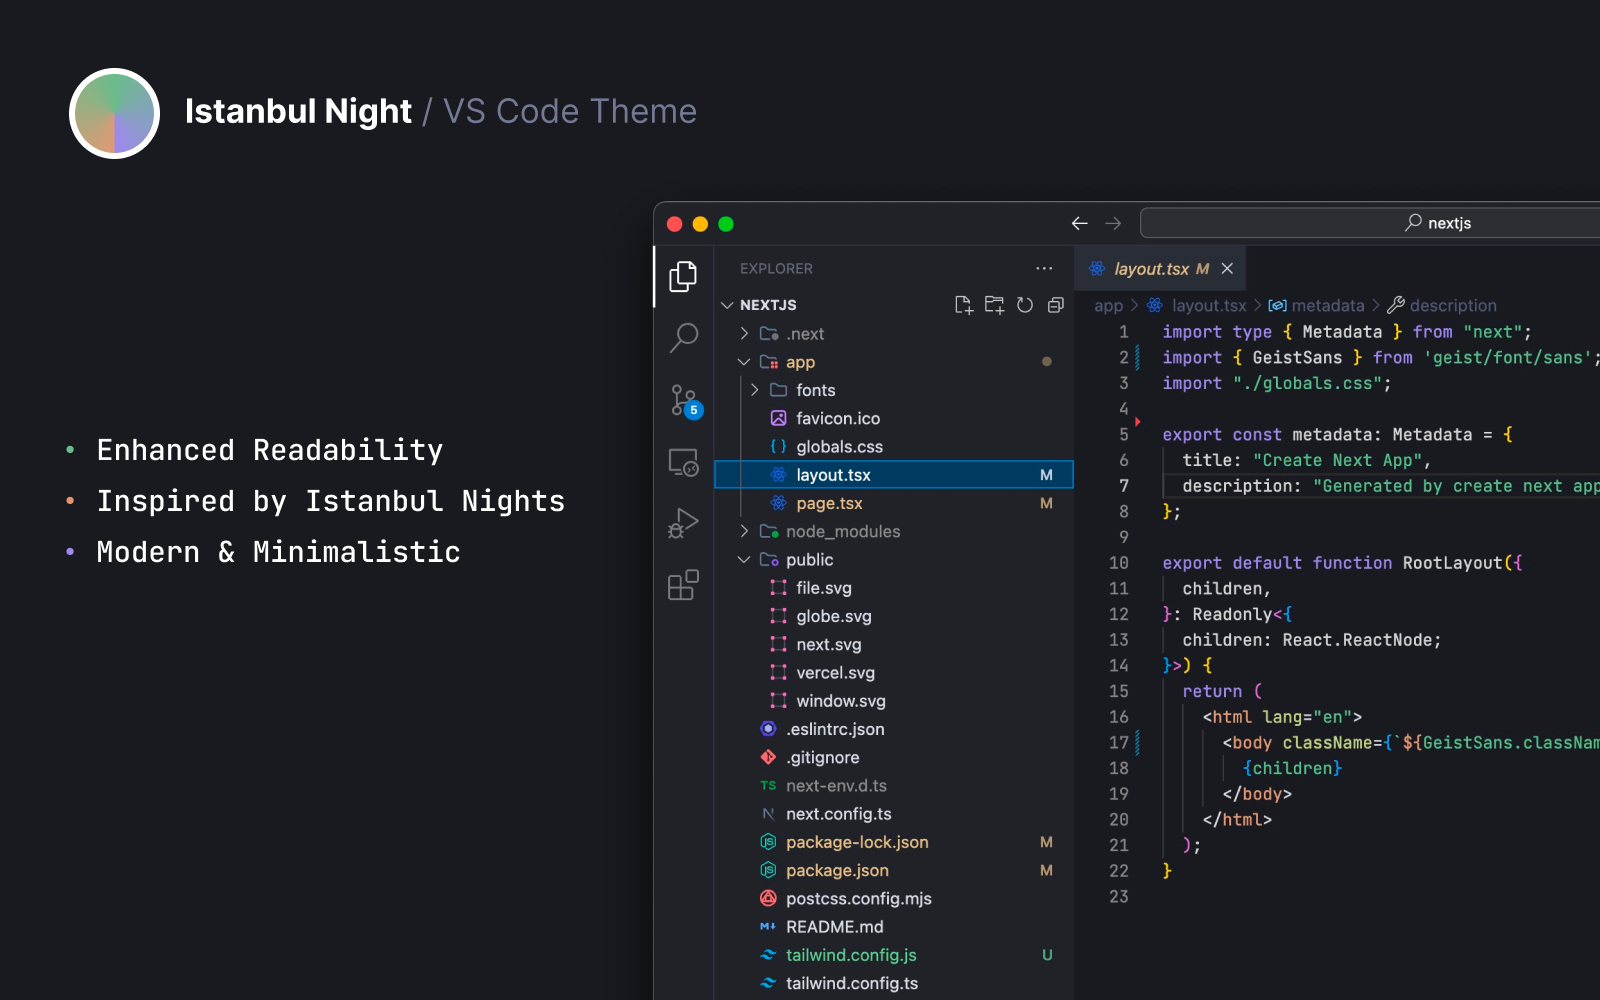 Istanbul Night / VS Code Theme
• Enhanced Readability
• Inspired by Istanbul Nights
• Modern & Minimalistic
nextjs
5
EXPLORER
NEXTJS
.next
app
fonts
favicon.ico
globals.css
layout.tsx M
page.tsx M
node_modules
public
file.svg
globe.svg
next.svg
vercel.svg
window.svg
.eslintrc.json
.gitignore
TS next-env.d.ts
next.config.ts
package-lock.json M
package.json M
postcss.config.mjs
README.md
tailwind.config.js U
tailwind.config.ts
layout.tsx M
app > layout.tsx > metadata > description
1 import type { Metadata } from "next";
2 import { GeistSans } from 'geist/font/sans';
3 import "./globals.css";
4
5 export const metadata: Metadata = {
6 title: "Create Next App",
7 description: "Generated by create next app
8 };
9
10 export default function RootLayout({
11 children,
12 }: Readonly<{
13 children: React.ReactNode;
14 }>) {
15 return (
16 <html lang="en">
17 <body className={`${GeistSans.classNam
18 {children}
19 </body>
20 </html>
21 );
22 }
23